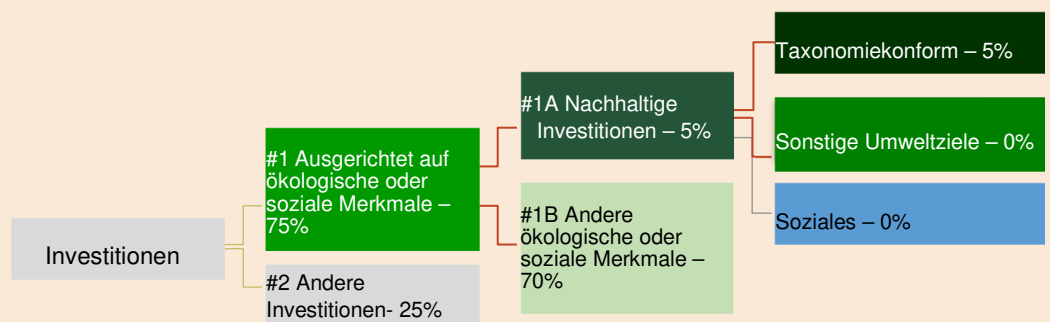 Investitionen
#1 Ausgerichtet auf
ökologische oder
soziale Merkmale –
75%
#2 Andere
Investitionen- 25%
#1A Nachhaltige
Investitionen – 5%
#1B Andere
ökologische oder
soziale Merkmale –
70%
Taxonomiekonform – 5%
Sonstige Umweltziele – 0%
Soziales – 0%